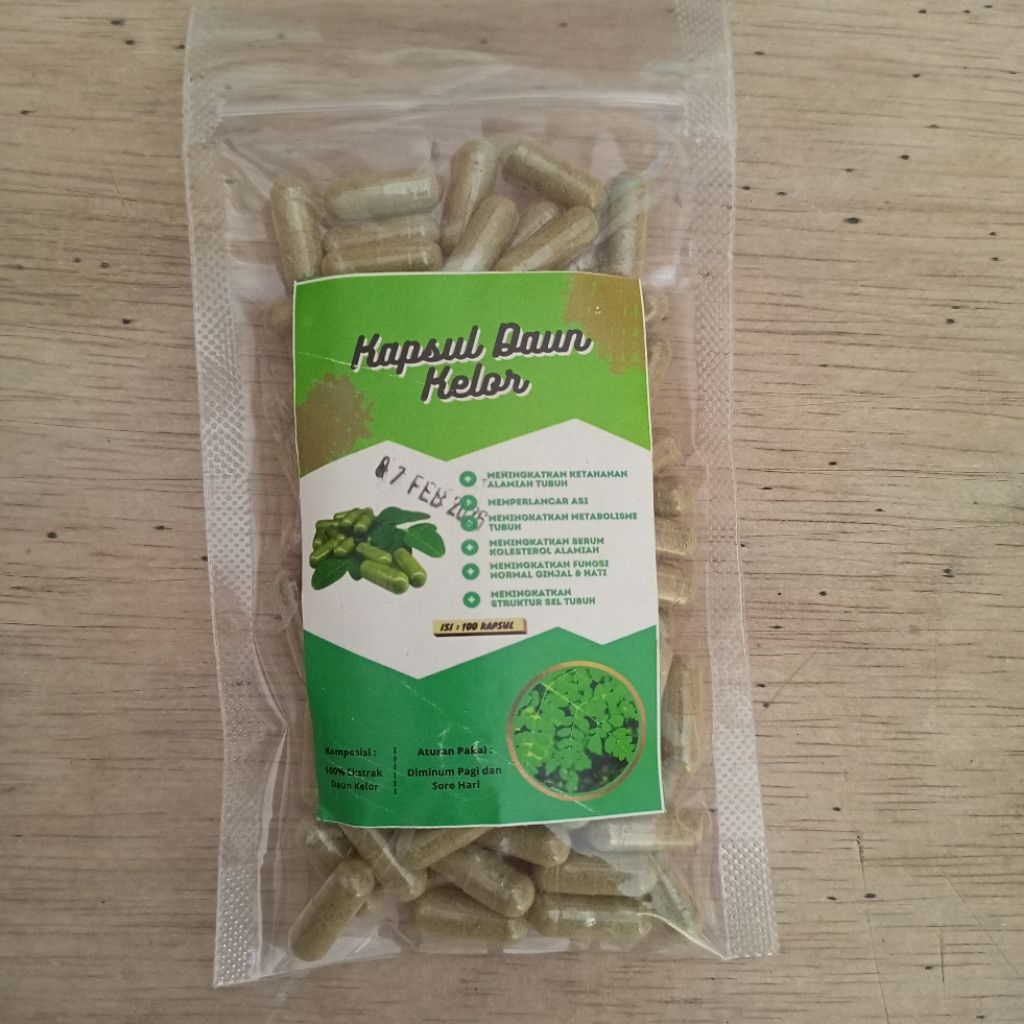 Kapsul Daun
Kelor
07 FEB 2026
MENINGKATKAN KETAHANAN
ALAMIAH TUBUH
MEMPERLANCAR ASI
MENINGKATKAN METABOLISME
TUBUH
MENINGKATKAN SERUM
KOLESTEROL ALAMIAH
MENINGKATKAN FUNGSI
NORMAL GINJAL & HATI
MENINGKATKAN
STRUKTUR SEL TUBUH
ISI : 100 KAPSUL
Komposisi :
100% Ekstrak
Daun Kelor
Aturan Pakai :
Diminum Pagi dan
Sore Hari